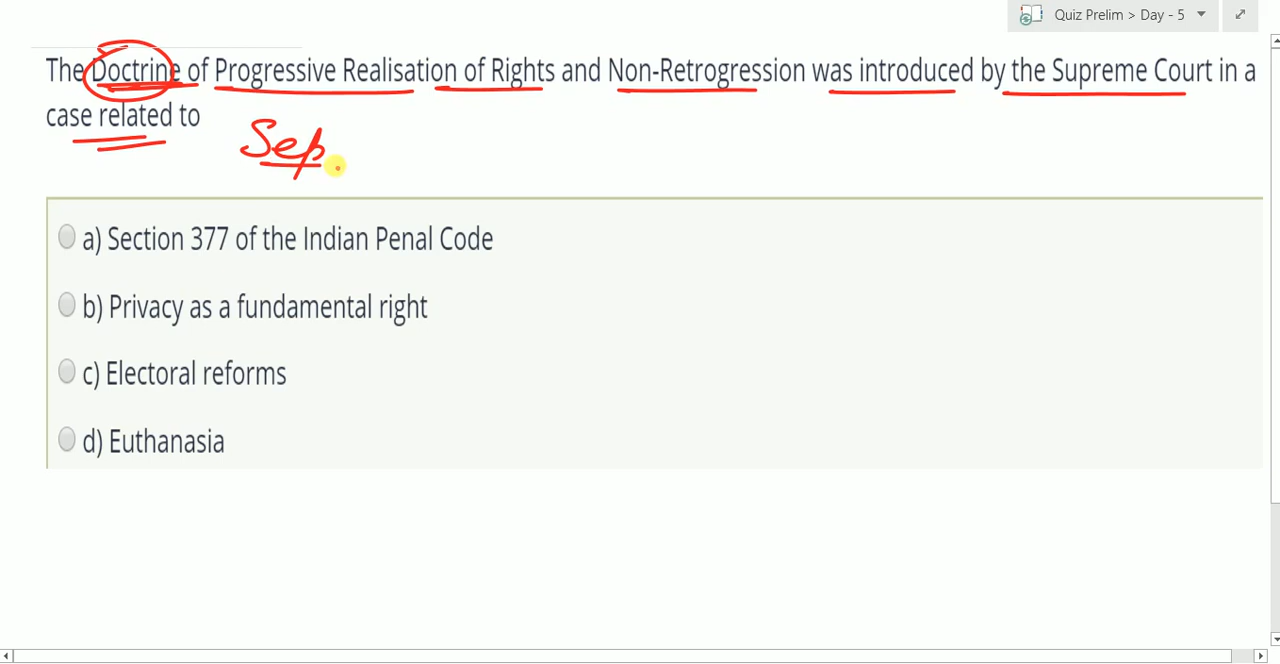 Quiz Prelim > Day - 5
The Doctrine of Progressive Realisation of Rights and Non-Retrogression was introduced by the Supreme Court in a
case related to
Sep
a) Section 377 of the Indian Penal Code
b) Privacy as a fundamental right
c) Electoral reforms
d) Euthanasia